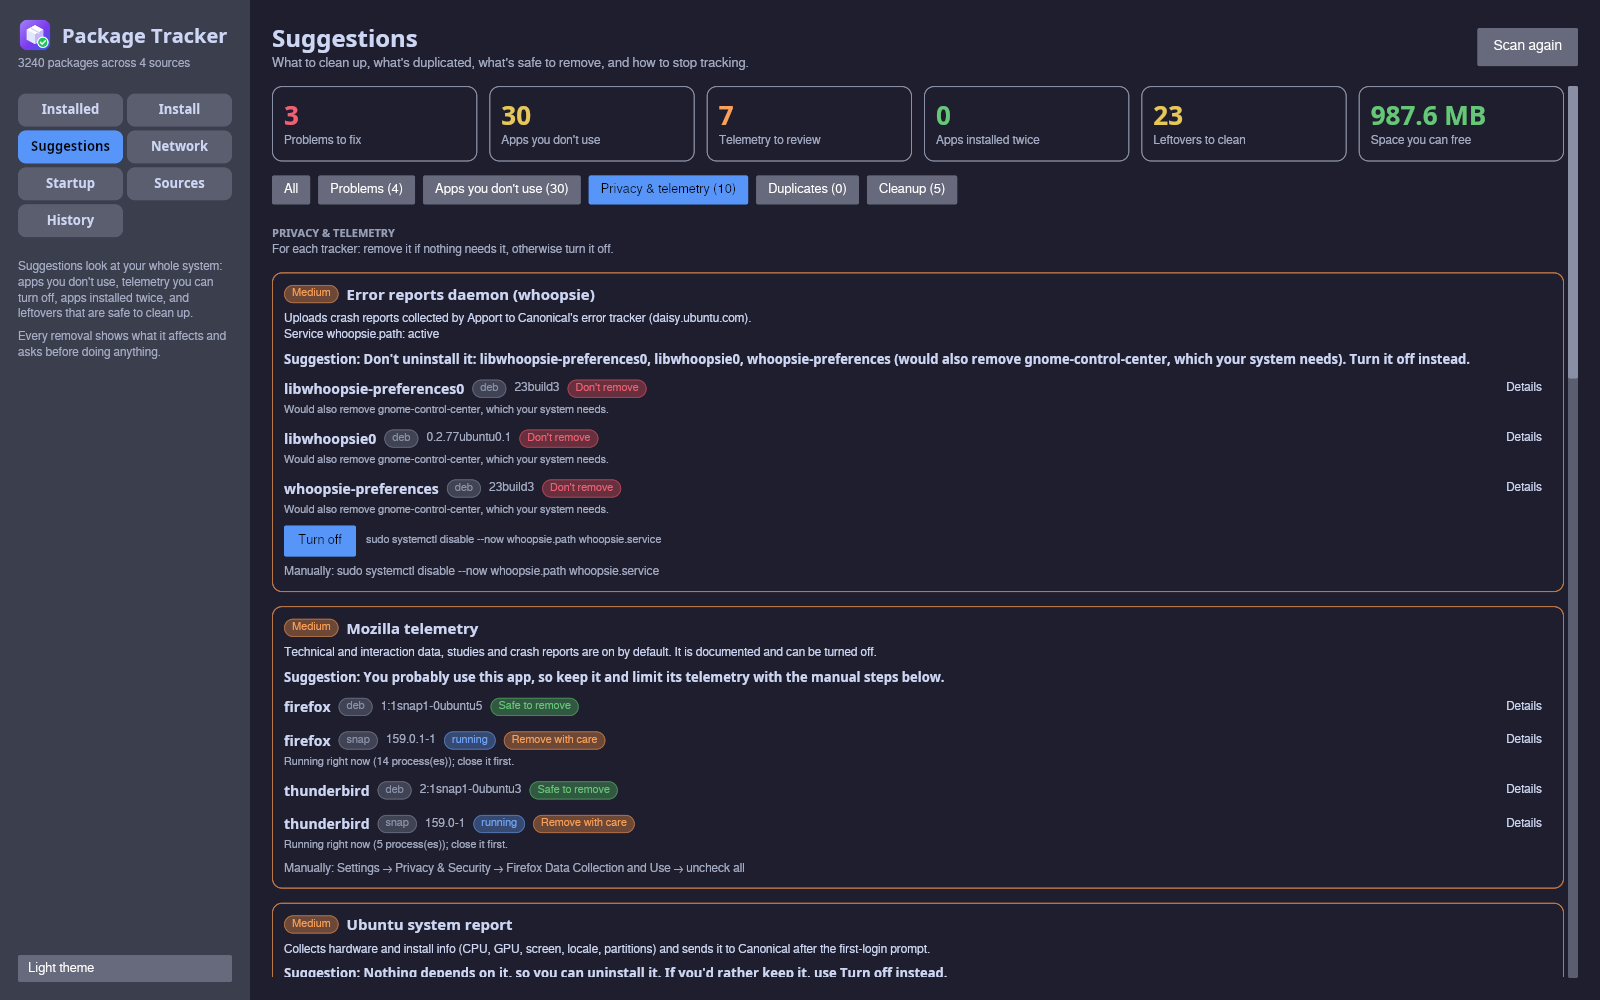 Package Tracker
3240 packages across 4 sources
Installed
Install
Suggestions
Network
Startup
Sources
History
Suggestions look at your whole system:
apps you don't use, telemetry you can
turn off, apps installed twice, and
leftovers that are safe to clean up.
Every removal shows what it affects and
asks before doing anything.
Light theme
Suggestions
What to clean up, what's duplicated, what's safe to remove, and how to stop tracking.
Scan again
3
Problems to fix
30
Apps you don't use
7
Telemetry to review
0
Apps installed twice
23
Leftovers to clean
987.6 MB
Space you can free
All
Problems (4)
Apps you don't use (30)
Privacy & telemetry (10)
Duplicates (0)
Cleanup (5)
PRIVACY & TELEMETRY
For each tracker: remove it if nothing needs it, otherwise turn it off.
Medium Error reports daemon (whoopsie)
Uploads crash reports collected by Apport to Canonical's error tracker (daisy.ubuntu.com).
Service whoopsie.path: active
Suggestion: Don't uninstall it: libwhoopsie-preferences0, libwhoopsie0, whoopsie-preferences (would also remove gnome-control-center, which your system needs). Turn it off instead.
libwhoopsie-preferences0 deb 23build3 Don't remove Details
Would also remove gnome-control-center, which your system needs.
libwhoopsie0 deb 0.2.77ubuntu0.1 Don't remove Details
Would also remove gnome-control-center, which your system needs.
whoopsie-preferences deb 23build3 Don't remove Details
Would also remove gnome-control-center, which your system needs.
Turn off sudo systemctl disable --now whoopsie.path whoopsie.service
Manually: sudo systemctl disable --now whoopsie.path whoopsie.service
Medium Mozilla telemetry
Technical and interaction data, studies and crash reports are on by default. It is documented and can be turned off.
Suggestion: You probably use this app, so keep it and limit its telemetry with the manual steps below.
firefox deb 1:1snap1-0ubuntu5 Safe to remove Details
firefox snap 159.0.1-1 running Remove with care Details
Running right now (14 process(es)); close it first.
thunderbird deb 2:1snap1-0ubuntu3 Safe to remove Details
thunderbird snap 159.0-1 running Remove with care Details
Running right now (5 process(es)); close it first.
Manually: Settings → Privacy & Security → Firefox Data Collection and Use → uncheck all
Medium Ubuntu system report
Collects hardware and install info (CPU, GPU, screen, locale, partitions) and sends it to Canonical after the first-login prompt.
Suggestion: Nothing depends on it, so you can uninstall it. If you'd rather keep it, use Turn off instead.